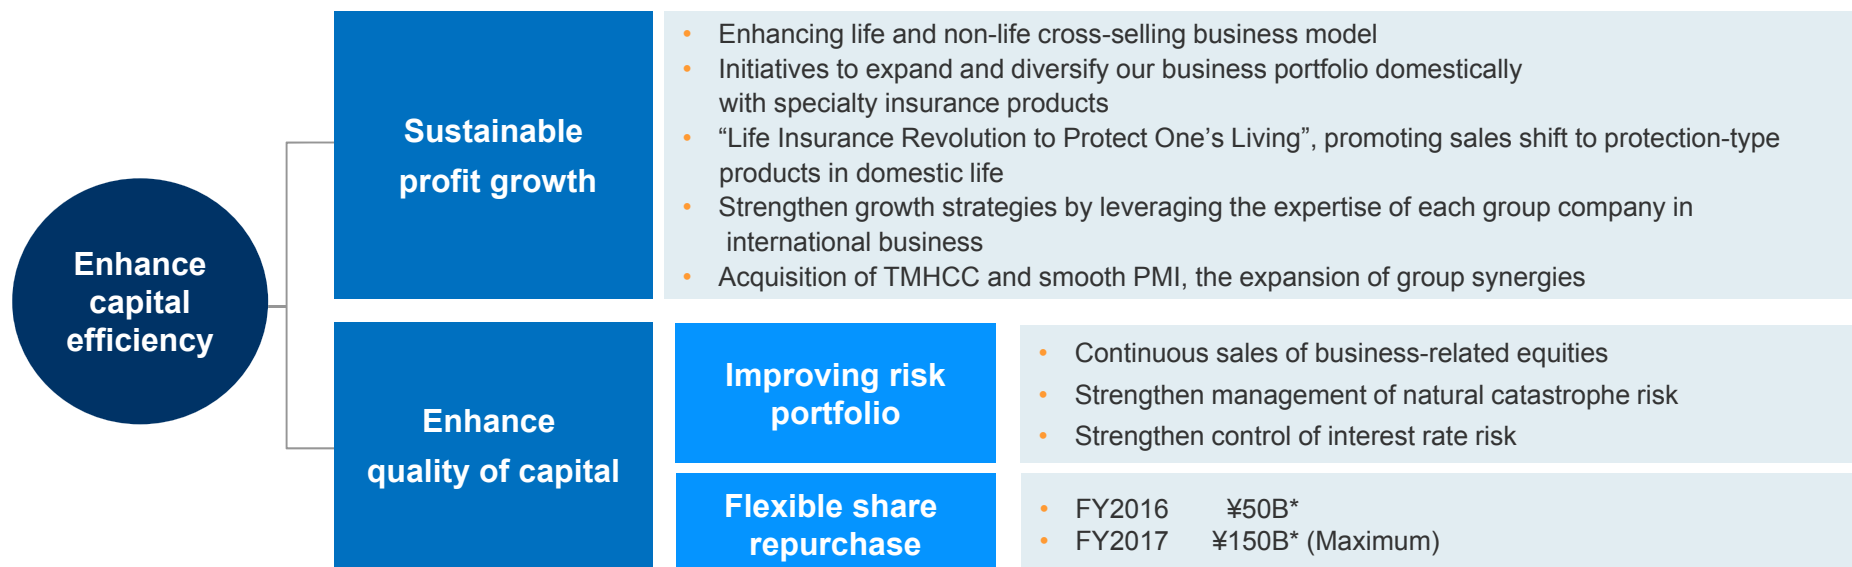 Enhance
capital
efficiency
Sustainable
profit growth
• Enhancing life and non-life cross-selling business model
• Initiatives to expand and diversify our business portfolio domestically
with specialty insurance products
• “Life Insurance Revolution to Protect One’s Living”, promoting sales shift to protection-type
products in domestic life
• Strengthen growth strategies by leveraging the expertise of each group company in
international business
• Acquisition of TMHCC and smooth PMI, the expansion of group synergies
Enhance
quality of capital
Improving risk
portfolio
• Continuous sales of business-related equities
• Strengthen management of natural catastrophe risk
• Strengthen control of interest rate risk
Flexible share
repurchase
• FY2016 ¥50B*
• FY2017 ¥150B* (Maximum)